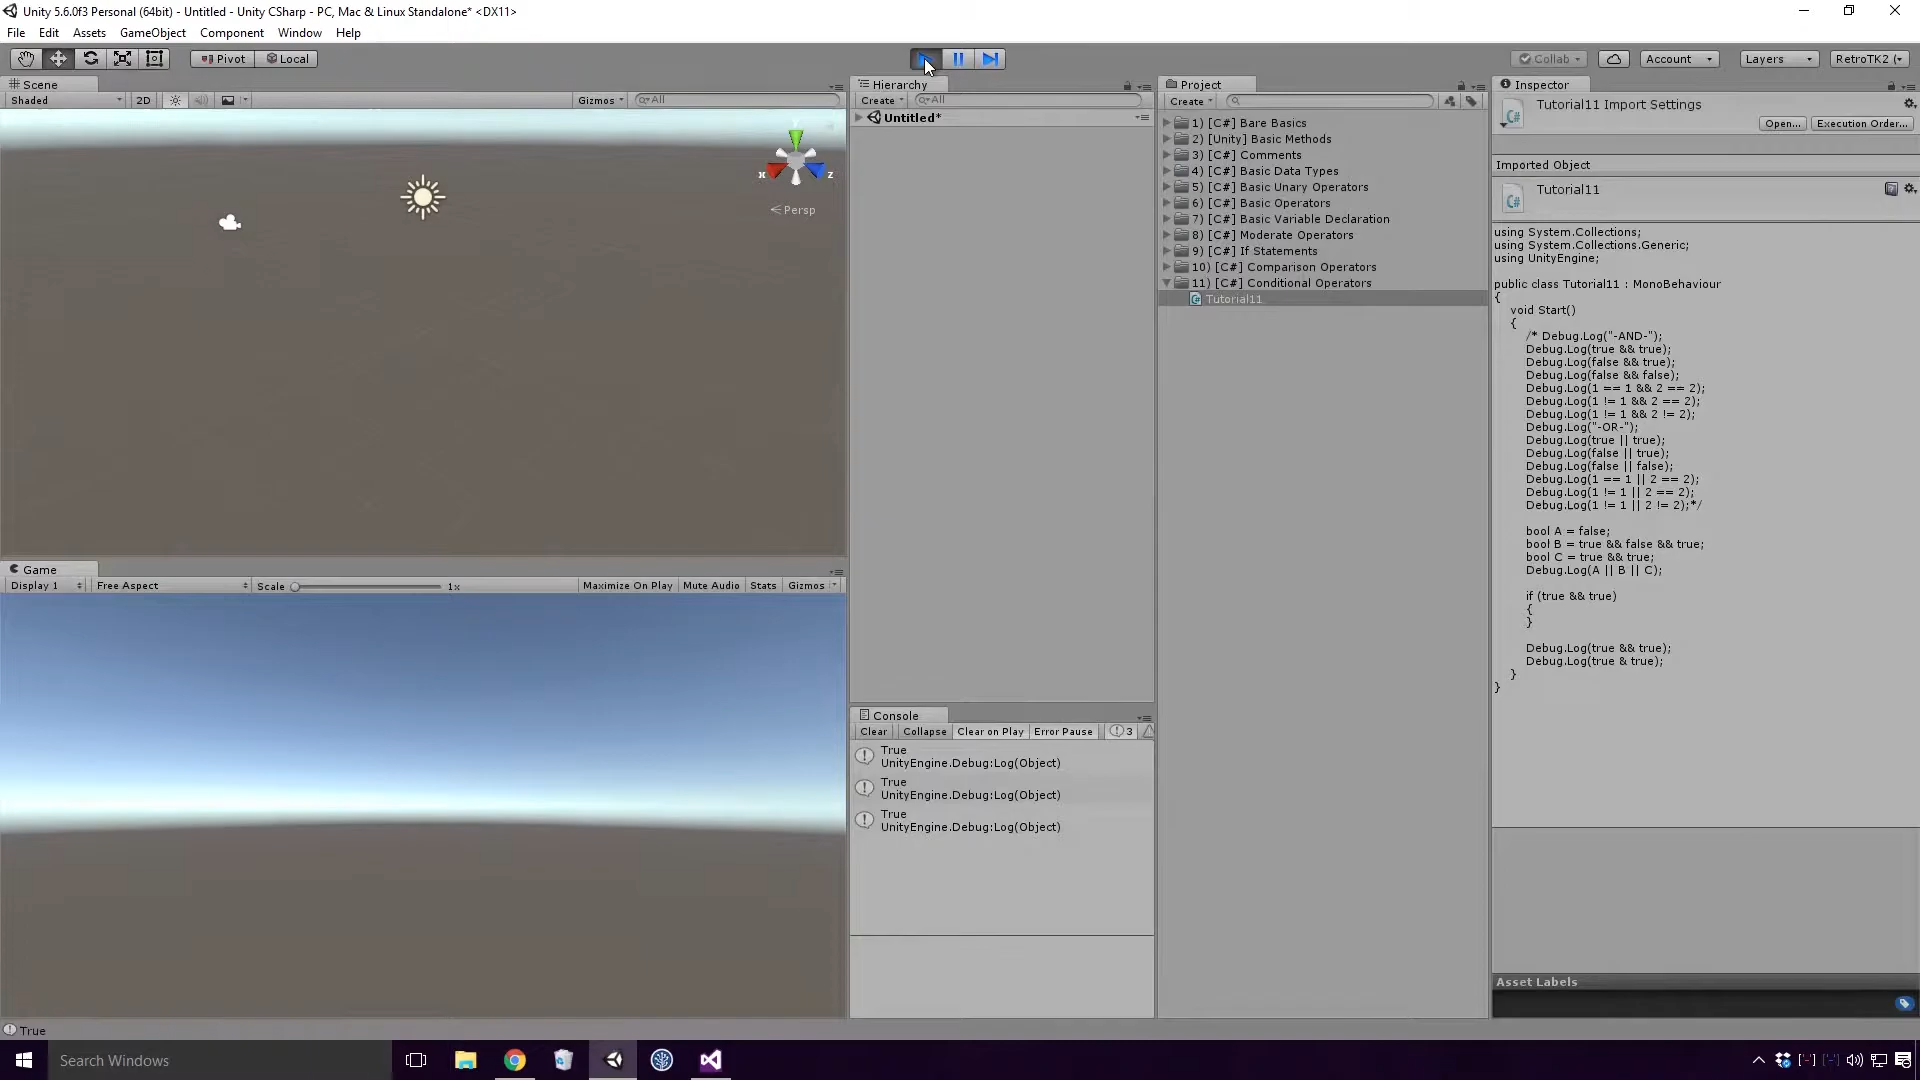 Unity 5.6.0f3 Personal (64bit) - Untitled - Unity CSharp - PC, Mac & Linux Standalone* <DX11>
File Edit Assets GameObject Component Window Help
Pivot Local
Collab Account Layers RetroTK2 (
Scene
Shaded 2D Gizmos All
y
x z
Persp
Game
Display 1 Free Aspect Scale 1x Maximize On Play Mute Audio Stats Gizmos
Hierarchy
Create All
Untitled*
Console
Clear Collapse Clear on Play Error Pause 3
True
UnityEngine.Debug:Log(Object)
True
UnityEngine.Debug:Log(Object)
True
UnityEngine.Debug:Log(Object)
Project
Create
1) [C#] Bare Basics
2) [Unity] Basic Methods
3) [C#] Comments
4) [C#] Basic Data Types
5) [C#] Basic Unary Operators
6) [C#] Basic Operators
7) [C#] Basic Variable Declaration
8) [C#] Moderate Operators
9) [C#] If Statements
10) [C#] Comparison Operators
11) [C#] Conditional Operators
C# Tutorial11
Inspector
C# Tutorial11 Import Settings
Open... Execution Order...
Imported Object
C# Tutorial11
using System.Collections;
using System.Collections.Generic;
using UnityEngine;
public class Tutorial11 : MonoBehaviour
{
void Start()
{
/* Debug.Log("-AND-");
Debug.Log(true && true);
Debug.Log(false && true);
Debug.Log(false && false);
Debug.Log(1 == 1 && 2 == 2);
Debug.Log(1 != 1 && 2 == 2);
Debug.Log(1 != 1 && 2 != 2);
Debug.Log("-OR-");
Debug.Log(true || true);
Debug.Log(false || true);
Debug.Log(false || false);
Debug.Log(1 == 1 || 2 == 2);
Debug.Log(1 != 1 || 2 == 2);
Debug.Log(1 != 1 || 2 != 2);*/
bool A = false;
bool B = true && false && true;
bool C = true && true;
Debug.Log(A || B || C);
if (true && true)
{
}
Debug.Log(true && true);
Debug.Log(true & true);
}
}
Asset Labels
True
Search Windows